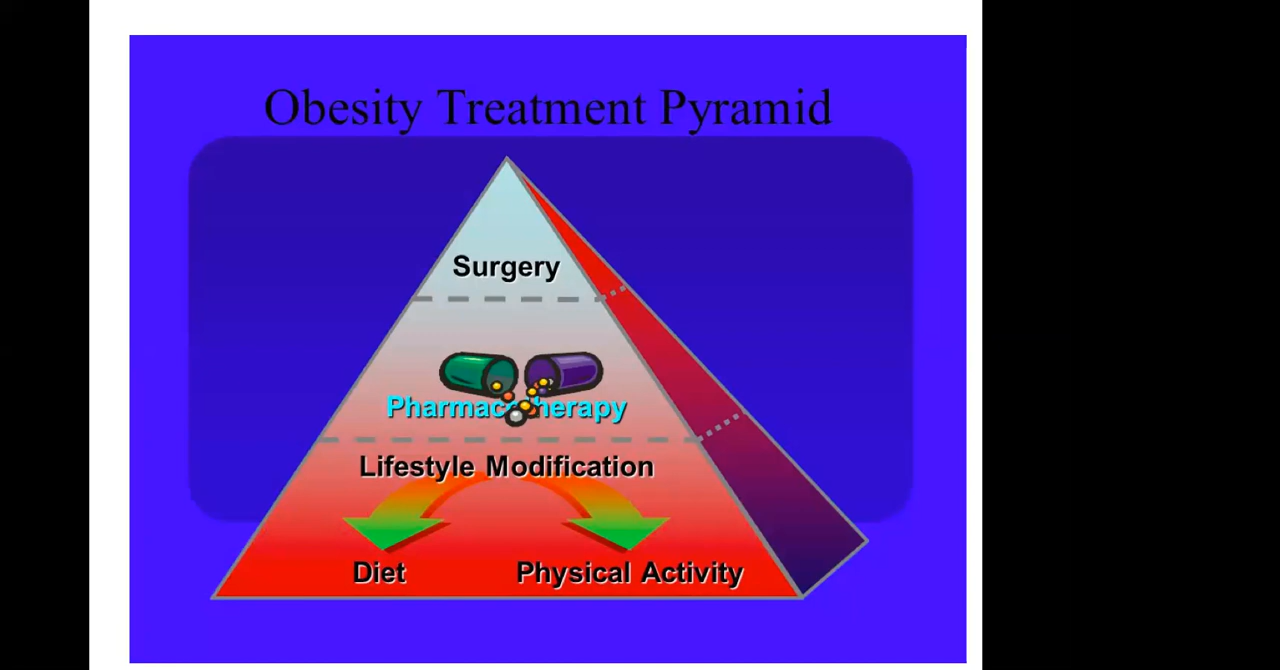 Obesity Treatment Pyramid
Surgery
Pharmacotherapy
Lifestyle Modification
Diet
Physical Activity